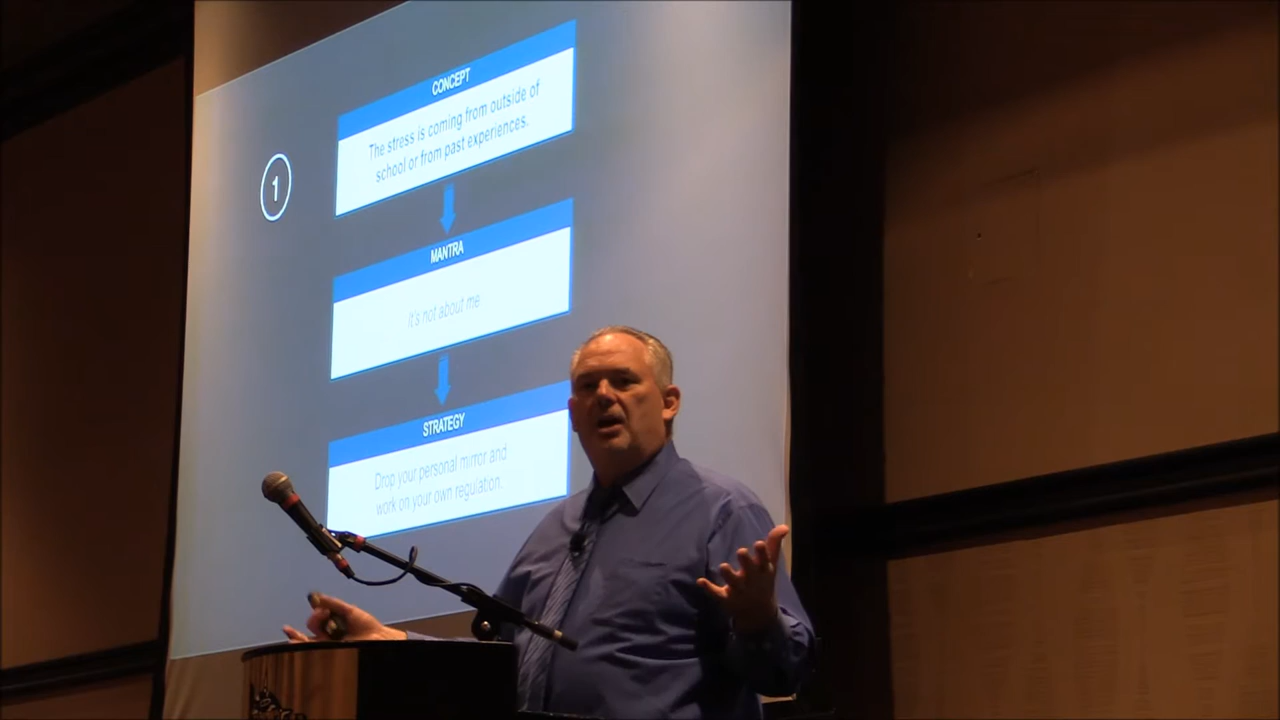 1
CONCEPT
The stress is coming from outside of
school or from past experiences.
MANTRA
It's not about me
STRATEGY
Drop your personal mirror and
work on your own regulation.